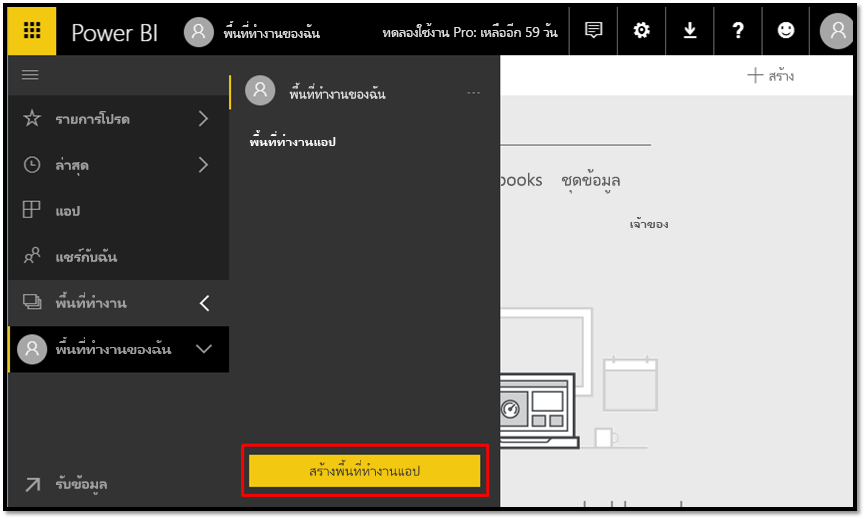 Power BI
พื้นที่ทำงานของฉัน
ทดลองใช้งาน Pro: เหลืออีก 59 วัน
สร้าง
พื้นที่ทำงานของฉัน
รายการโปรด
พื้นที่ทำงานแอป
ล่าสุด
ชุดข้อมูล
แอป
เจ้าของ
แชร์กับฉัน
พื้นที่ทำงาน
พื้นที่ทำงานของฉัน
สร้างพื้นที่ทำงานแอป
รับข้อมูล